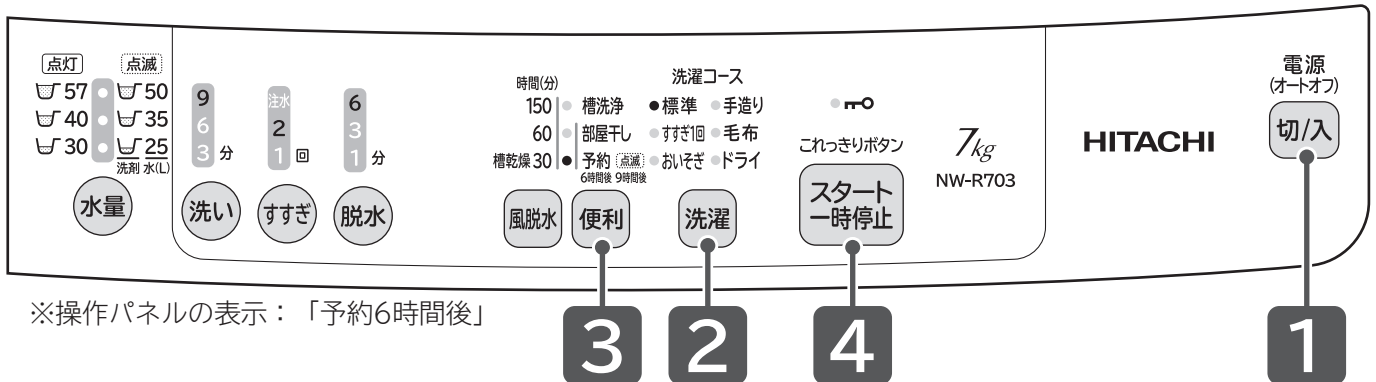 点灯 点滅
57 50
40 35
30 25
洗剤 水(L)
水量
9
6
3 分
洗い
注水
2
1 回
すすぎ
6
3
1 分
脱水
時間(分)
150 槽洗浄
60 部屋干し
槽乾燥 30 予約 点滅
6時間後 9時間後
風脱水 便利
洗濯コース
標準 手造り
すすぎ1回 毛布
おいそぎ ドライ
洗濯
これっきりボタン
スタート
一時停止
7kg
NW-R703
HITACHI
電源
(オートオフ)
切/入
※操作パネルの表示:「予約6時間後」
3 2 4 1